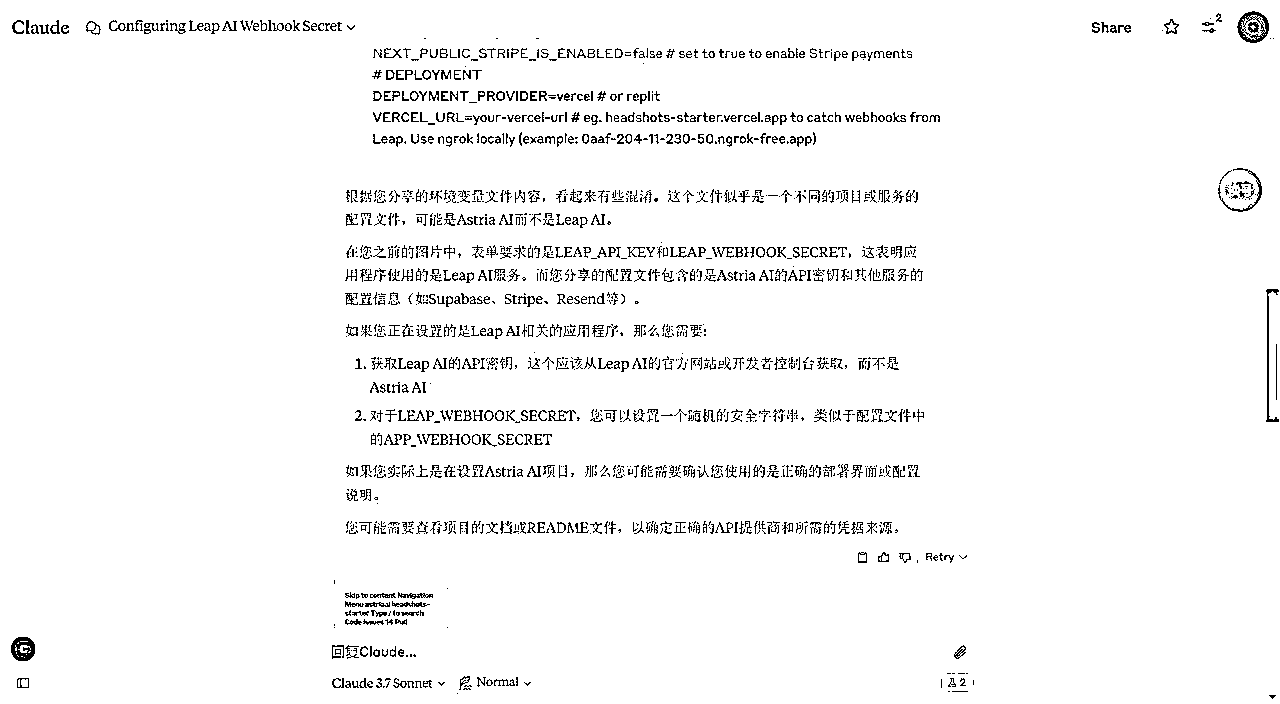 Claude
Configuring Leap AI Webhook Secret
Share
2
NEXT_PUBLIC_STRIPE_IS_ENABLED=false # set to true to enable Stripe payments
# DEPLOYMENT
DEPLOYMENT_PROVIDER=vercel # or replit
VERCEL_URL=your-vercel-url # eg. headshots-starter.vercel.app to catch webhooks from
Leap. Use ngrok locally (example: 0aaf-204-11-230-50.ngrok-free.app)
根据您分享的环境变量文件内容，看起来有些混淆。这个文件似乎是一个不同的项目或服务的
配置文件，可能是Astria AI而不是Leap AI。
在您之前的图片中，表单要求的是LEAP_API_KEY和LEAP_WEBHOOK_SECRET，这表明应
用程序使用的是Leap AI服务。而您分享的配置文件包含的是Astria AI的API密钥和其他服务的
配置信息（如Supabase、Stripe、Resend等）。
如果您正在设置的是Leap AI相关的应用程序，那么您需要:
1. 获取Leap AI的API密钥，这个应该从Leap AI的官方网站或开发者控制台获取，而不是
Astria AI
2. 对于LEAP_WEBHOOK_SECRET，您可以设置一个随机的安全字符串，类似于配置文件中
的APP_WEBHOOK_SECRET
如果您实际上是在设置Astria AI项目，那么您可能需要确认您使用的是正确的部署界面或配置
说明。
您可能需要查看项目的文档或README文件，以确定正确的API提供商和所需的凭据来源。
Retry
Skip to content Navigation
Menu astriaai headshots-
starter Type / to search
Code Issues 14 Pull
回复Claude...
Claude 3.7 Sonnet
Normal
2